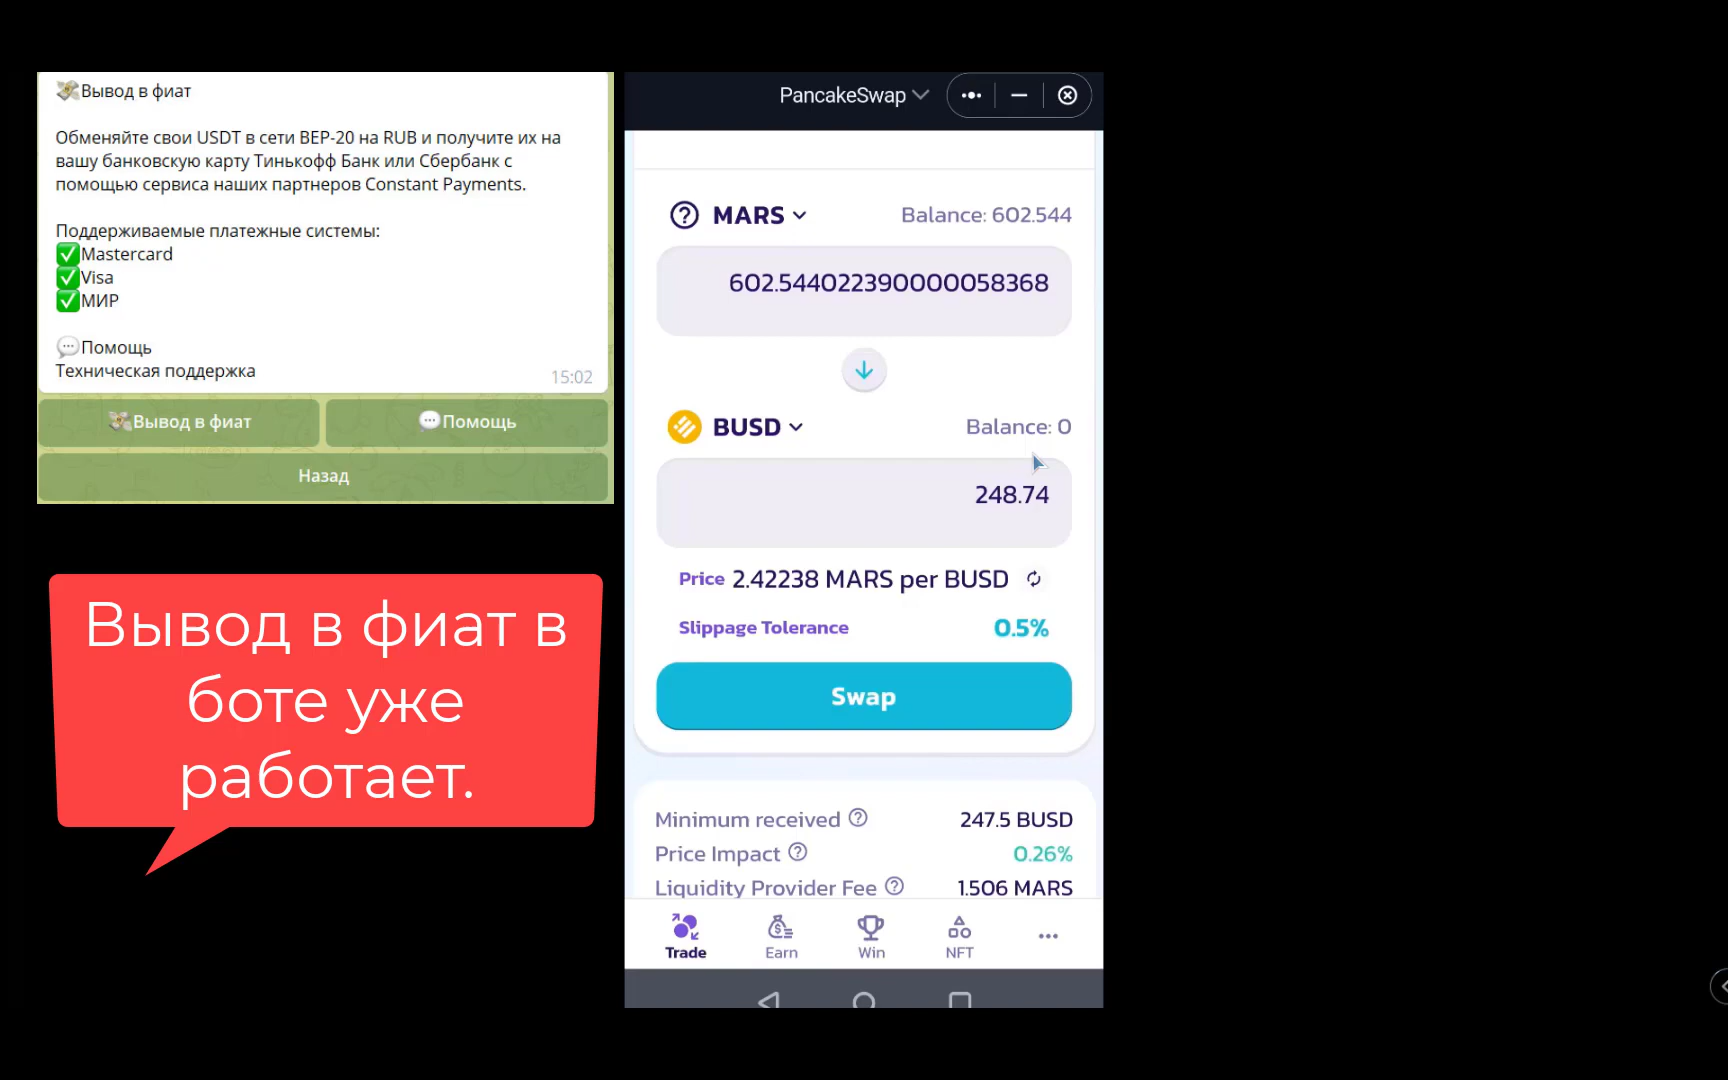 Вывод в фиат
Обменяйте свои USDT в сети BEP-20 на RUB и получите их на
вашу банковскую карту Тинькофф Банк или Сбербанк с
помощью сервиса наших партнеров Constant Payments.
Поддерживаемые платежные системы:
Mastercard
Visa
МИР
Помощь
Техническая поддержка
15:02
Вывод в фиат
Помощь
Назад
Вывод в фиат в
боте уже
работает.
PancakeSwap
MARS
Balance: 602.544
602.544022390000058368
BUSD
Balance: 0
248.74
Price 2.42238 MARS per BUSD
Slippage Tolerance 0.5%
Swap
Minimum received 247.5 BUSD
Price Impact 0.26%
Liquidity Provider Fee 1.506 MARS
Trade Earn Win NFT